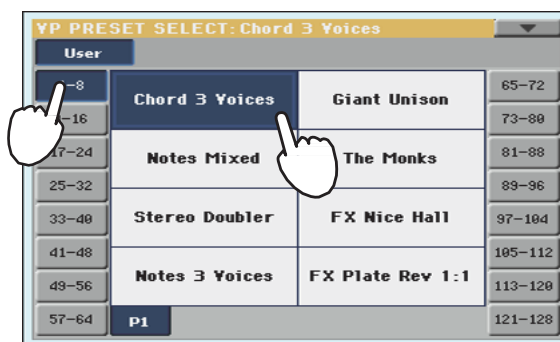 VP PRESET SELECT: Chord 3 Voices
User
-8
-16
17-24
25-32
33-40
41-48
49-56
57-64
Chord 3 Voices
Giant Unison
Notes Mixed
The Monks
Stereo Doubler
FX Nice Hall
Notes 3 Voices
FX Plate Rev 1:1
P1
65-72
73-80
81-88
89-96
97-104
105-112
113-120
121-128